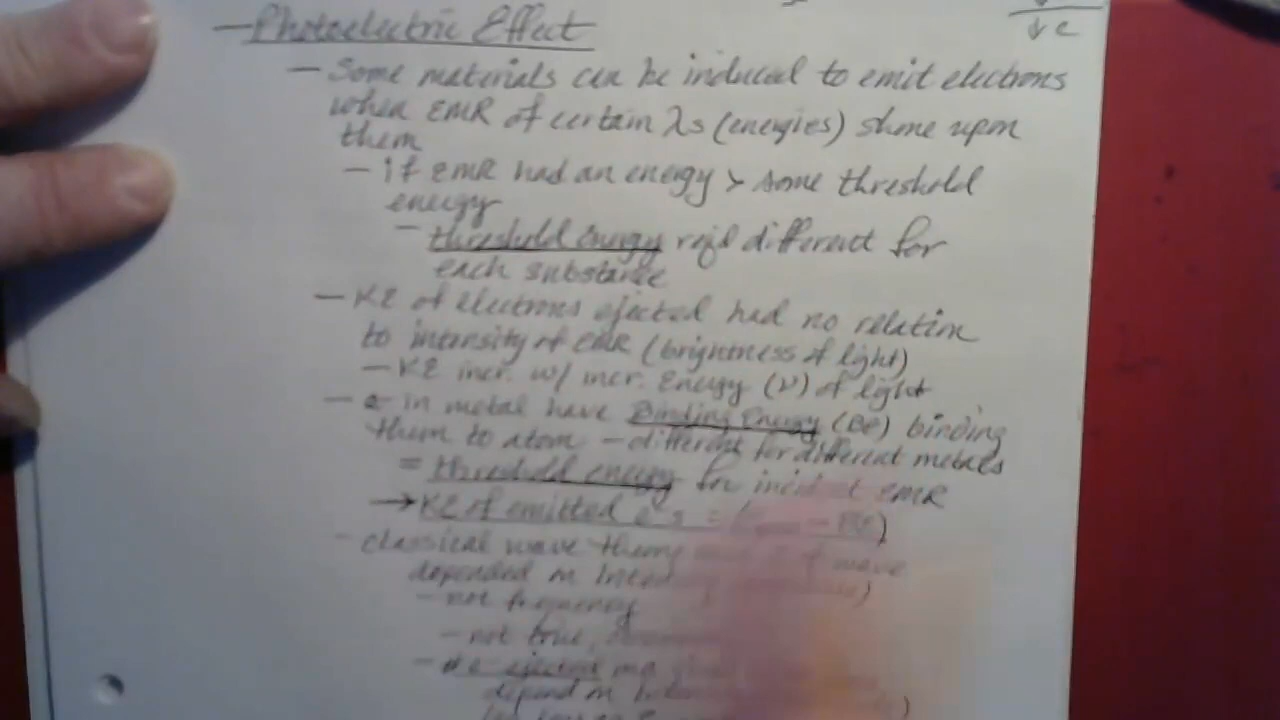 — Photoelectric Effect
↓e
— Some materials can be induced to emit electrons
when EMR of certain λs (energies) shone upon
them
— if EMR had an energy > some threshold
energy
— threshold energy req'd different for
each substance
— KE of electrons ejected had no relation
to intensity of EMR (brightness of light)
— KE incr. w/ incr. Energy (ν) of light
— e⁻ in metal have Binding Energy (BE) binding
them to atom — different for different metals
= threshold energy for incident EMR
→ KE of emitted e⁻s = ( — BE)
— classical wave theory of wave
depended on
— not frequency
— not true,
— # e⁻ ejected
depend on